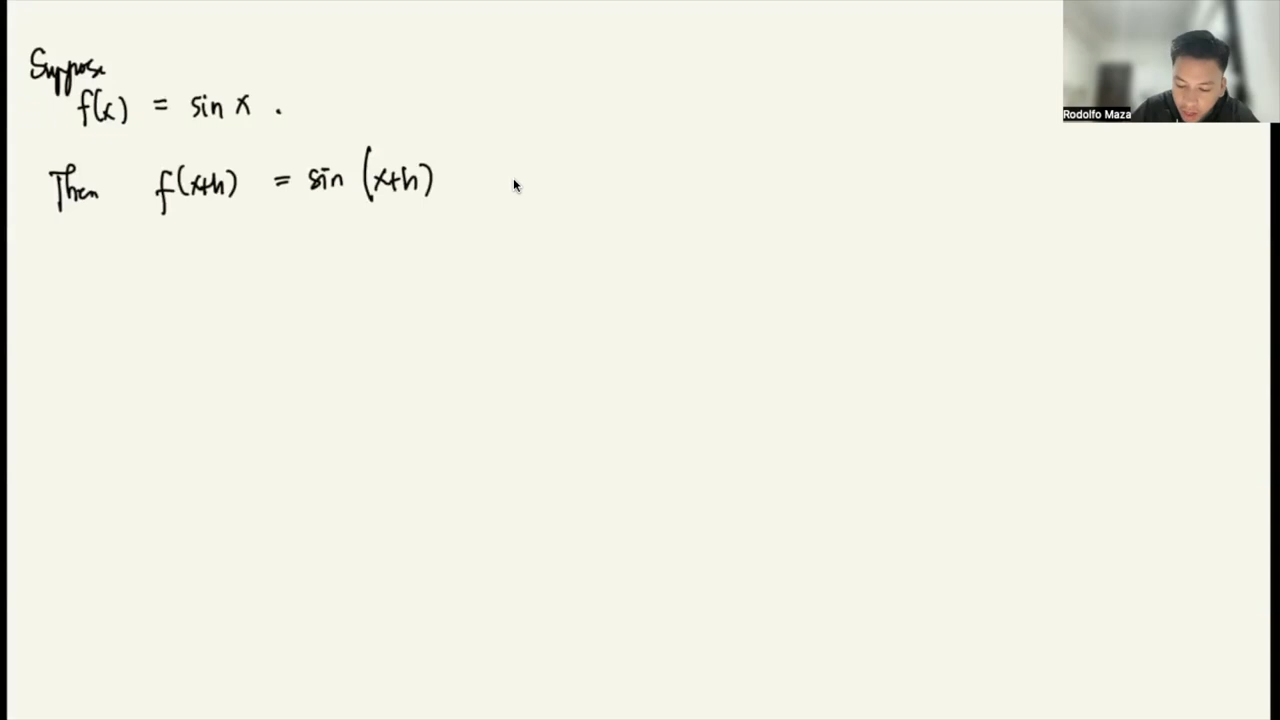 Suppose
f(x) = sin x .
Then f(x+h) = sin (x+h)
Rodolfo Maza